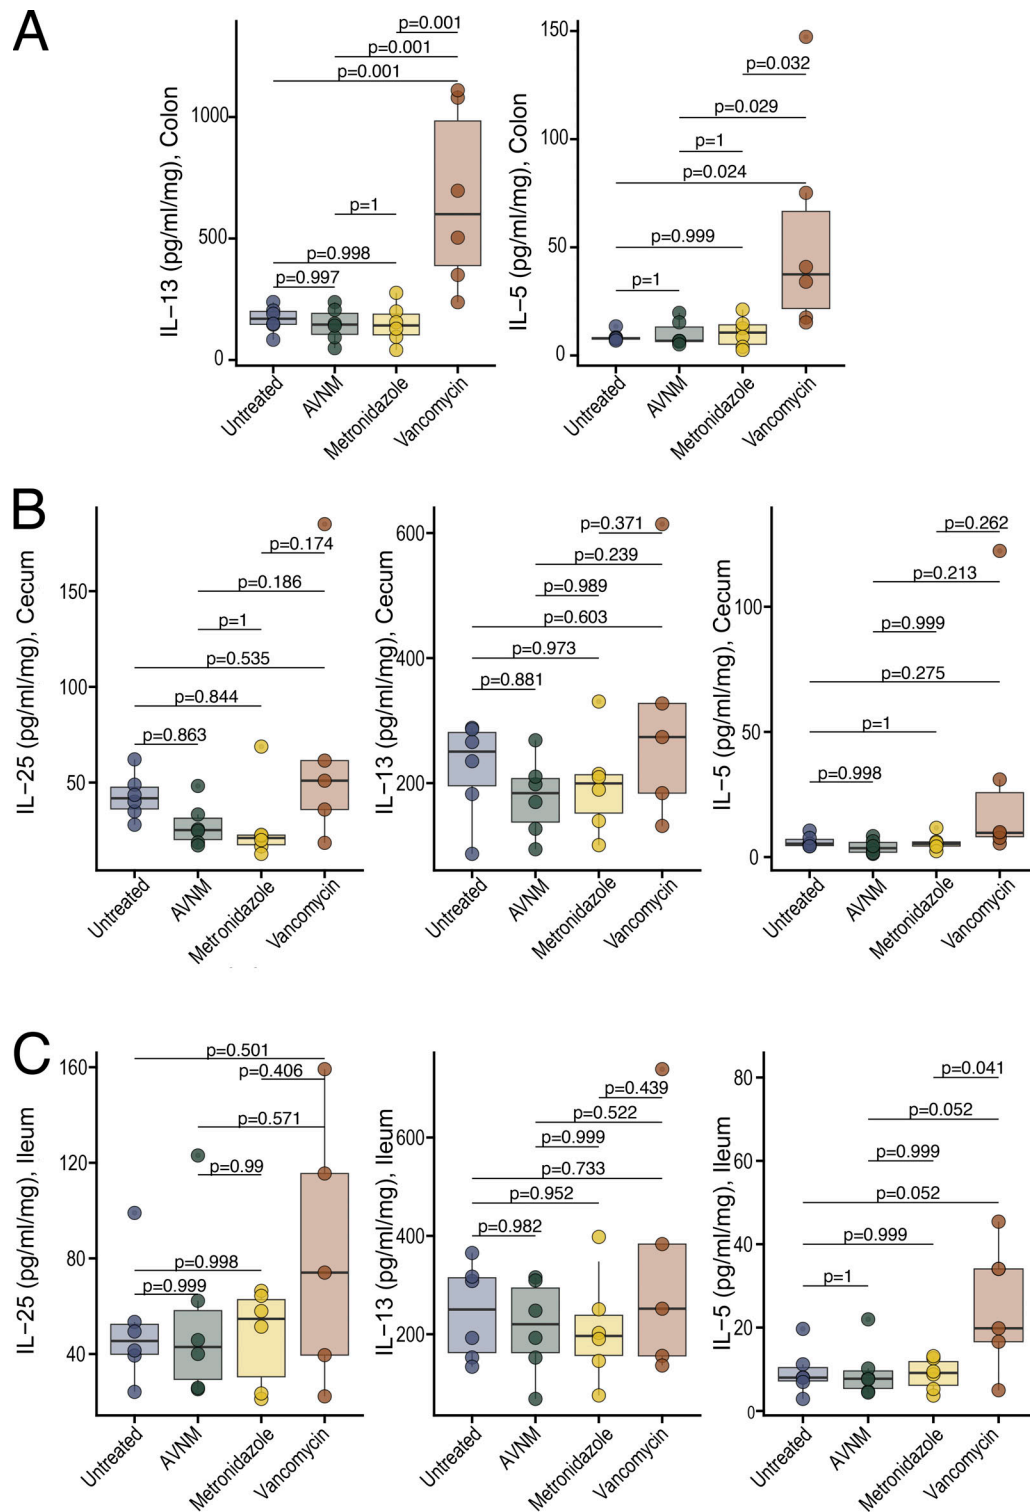 A
IL−13 (pg/ml/mg), Colon
1000
500
0
p=0.001
p=0.001
p=0.001
p=1
p=0.998
p=0.997
Untreated
AVNM
Metronidazole
Vancomycin
IL−5 (pg/ml/mg), Colon
150
100
50
0
p=0.032
p=0.029
p=1
p=0.024
p=0.999
p=1
Untreated
AVNM
Metronidazole
Vancomycin
B
IL−25 (pg/ml/mg), Cecum
150
100
50
p=0.174
p=0.186
p=1
p=0.535
p=0.844
p=0.863
Untreated
AVNM
Metronidazole
Vancomycin
IL−13 (pg/ml/mg), Cecum
600
400
200
p=0.371
p=0.239
p=0.989
p=0.603
p=0.973
p=0.881
Untreated
AVNM
Metronidazole
Vancomycin
IL−5 (pg/ml/mg), Cecum
100
50
0
p=0.262
p=0.213
p=0.999
p=0.275
p=1
p=0.998
Untreated
AVNM
Metronidazole
Vancomycin
C
IL−25 (pg/ml/mg), Ileum
160
120
80
40
p=0.501
p=0.406
p=0.571
p=0.99
p=0.998
p=0.999
Untreated
AVNM
Metronidazole
Vancomycin
IL−13 (pg/ml/mg), Ileum
600
400
200
p=0.439
p=0.522
p=0.999
p=0.733
p=0.952
p=0.982
Untreated
AVNM
Metronidazole
Vancomycin
IL−5 (pg/ml/mg), Ileum
80
60
40
20
0
p=0.041
p=0.052
p=0.999
p=0.052
p=0.999
p=1
Untreated
AVNM
Metronidazole
Vancomycin